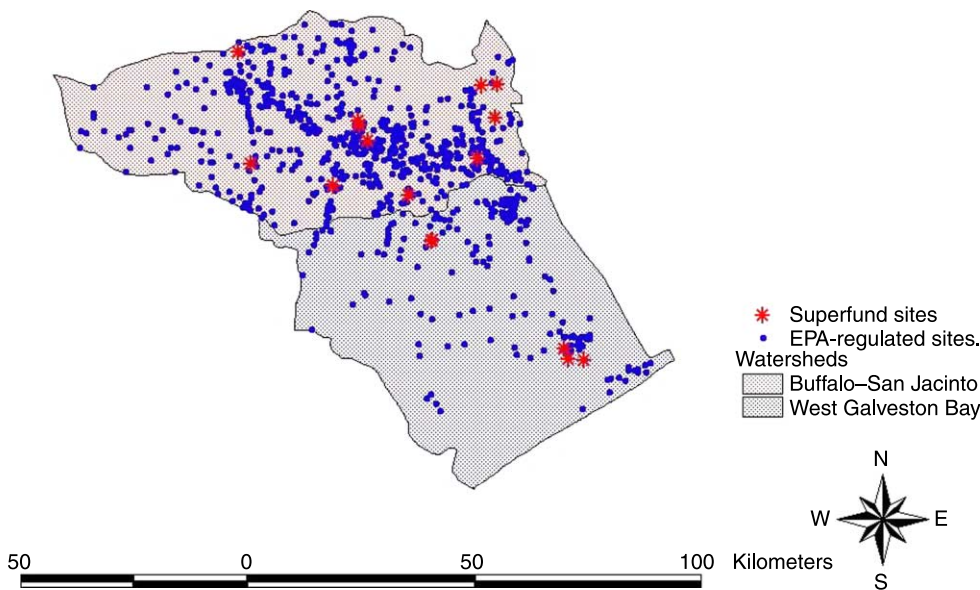 Superfund sites
EPA-regulated sites.
Watersheds
Buffalo–San Jacinto
West Galveston Bay
N
W E
S
50 0 50 100 Kilometers